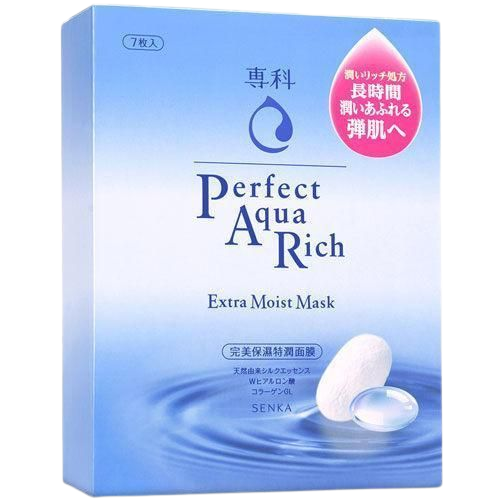 7枚入
専科
Perfect
Aqua
Rich
Extra Moist Mask
完美保濕特潤面膜
天然由来シルクエッセンス
Wヒアルロン酸
コラーゲンGL
SENKA
潤いリッチ処方
長時間
潤いあふれる
弾肌へ